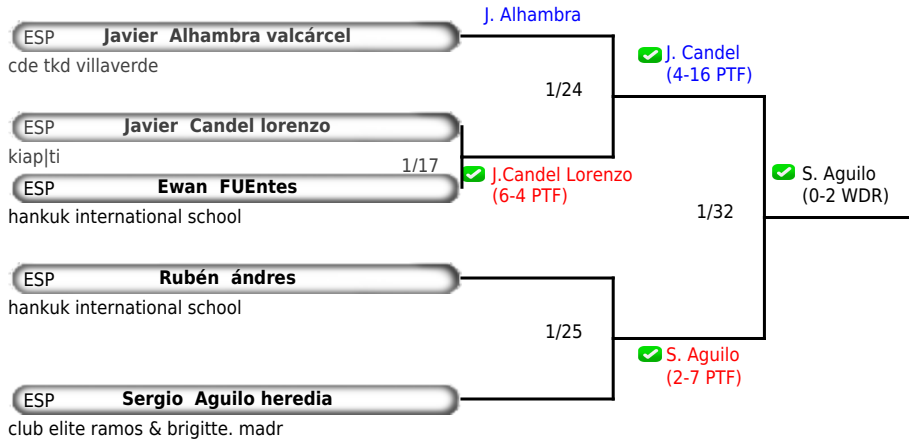 J. Alhambra
ESP Javier Alhambra valcárcel
cde tkd villaverde
J. Candel
(4-16 PTF)
1/24
ESP Javier Candel lorenzo
kiap|ti
1/17
J.Candel Lorenzo
(6-4 PTF)
ESP Ewan FUEntes
hankuk international school
S. Aguilo
(0-2 WDR)
1/32
ESP Rubén ándres
hankuk international school
1/25
S. Aguilo
(2-7 PTF)
ESP Sergio Aguilo heredia
club elite ramos & brigitte. madr